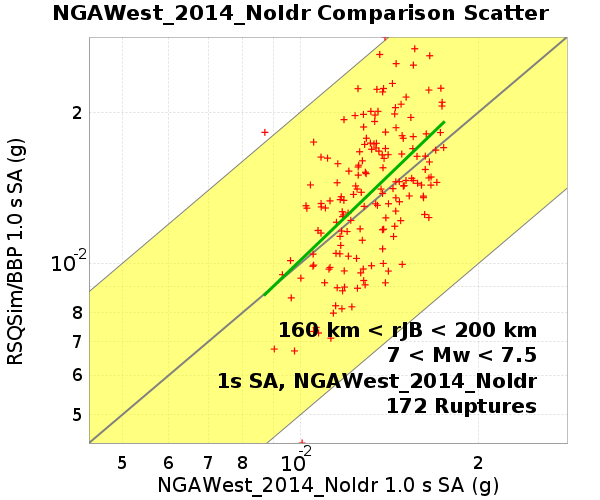 NGAWest_2014_NoIdr Comparison Scatter
RSQSim/BBP 1.0 s SA (g)
2
10-2
8
7
6
5
160 km < rJB < 200 km
7 < Mw < 7.5
1s SA, NGAWest_2014_NoIdr
172 Ruptures
5 6 7 8 10-2 2
NGAWest_2014_NoIdr 1.0 s SA (g)